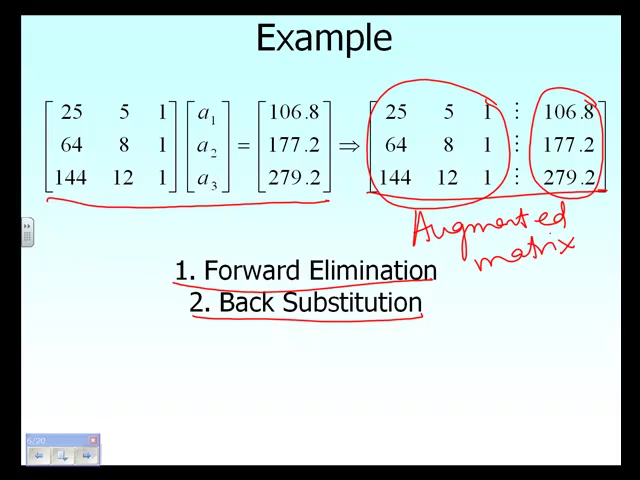 Example
[ 25 5 1 ] [ a₁ ] [ 106.8 ] [ 25 5 1 ⋮ 106.8 ]
[ 64 8 1 ] [ a₂ ] = [ 177.2 ] ⇒ [ 64 8 1 ⋮ 177.2 ]
[ 144 12 1 ] [ a₃ ] [ 279.2 ] [ 144 12 1 ⋮ 279.2 ]
Augmented
matrix
1. Forward Elimination
2. Back Substitution
6/20